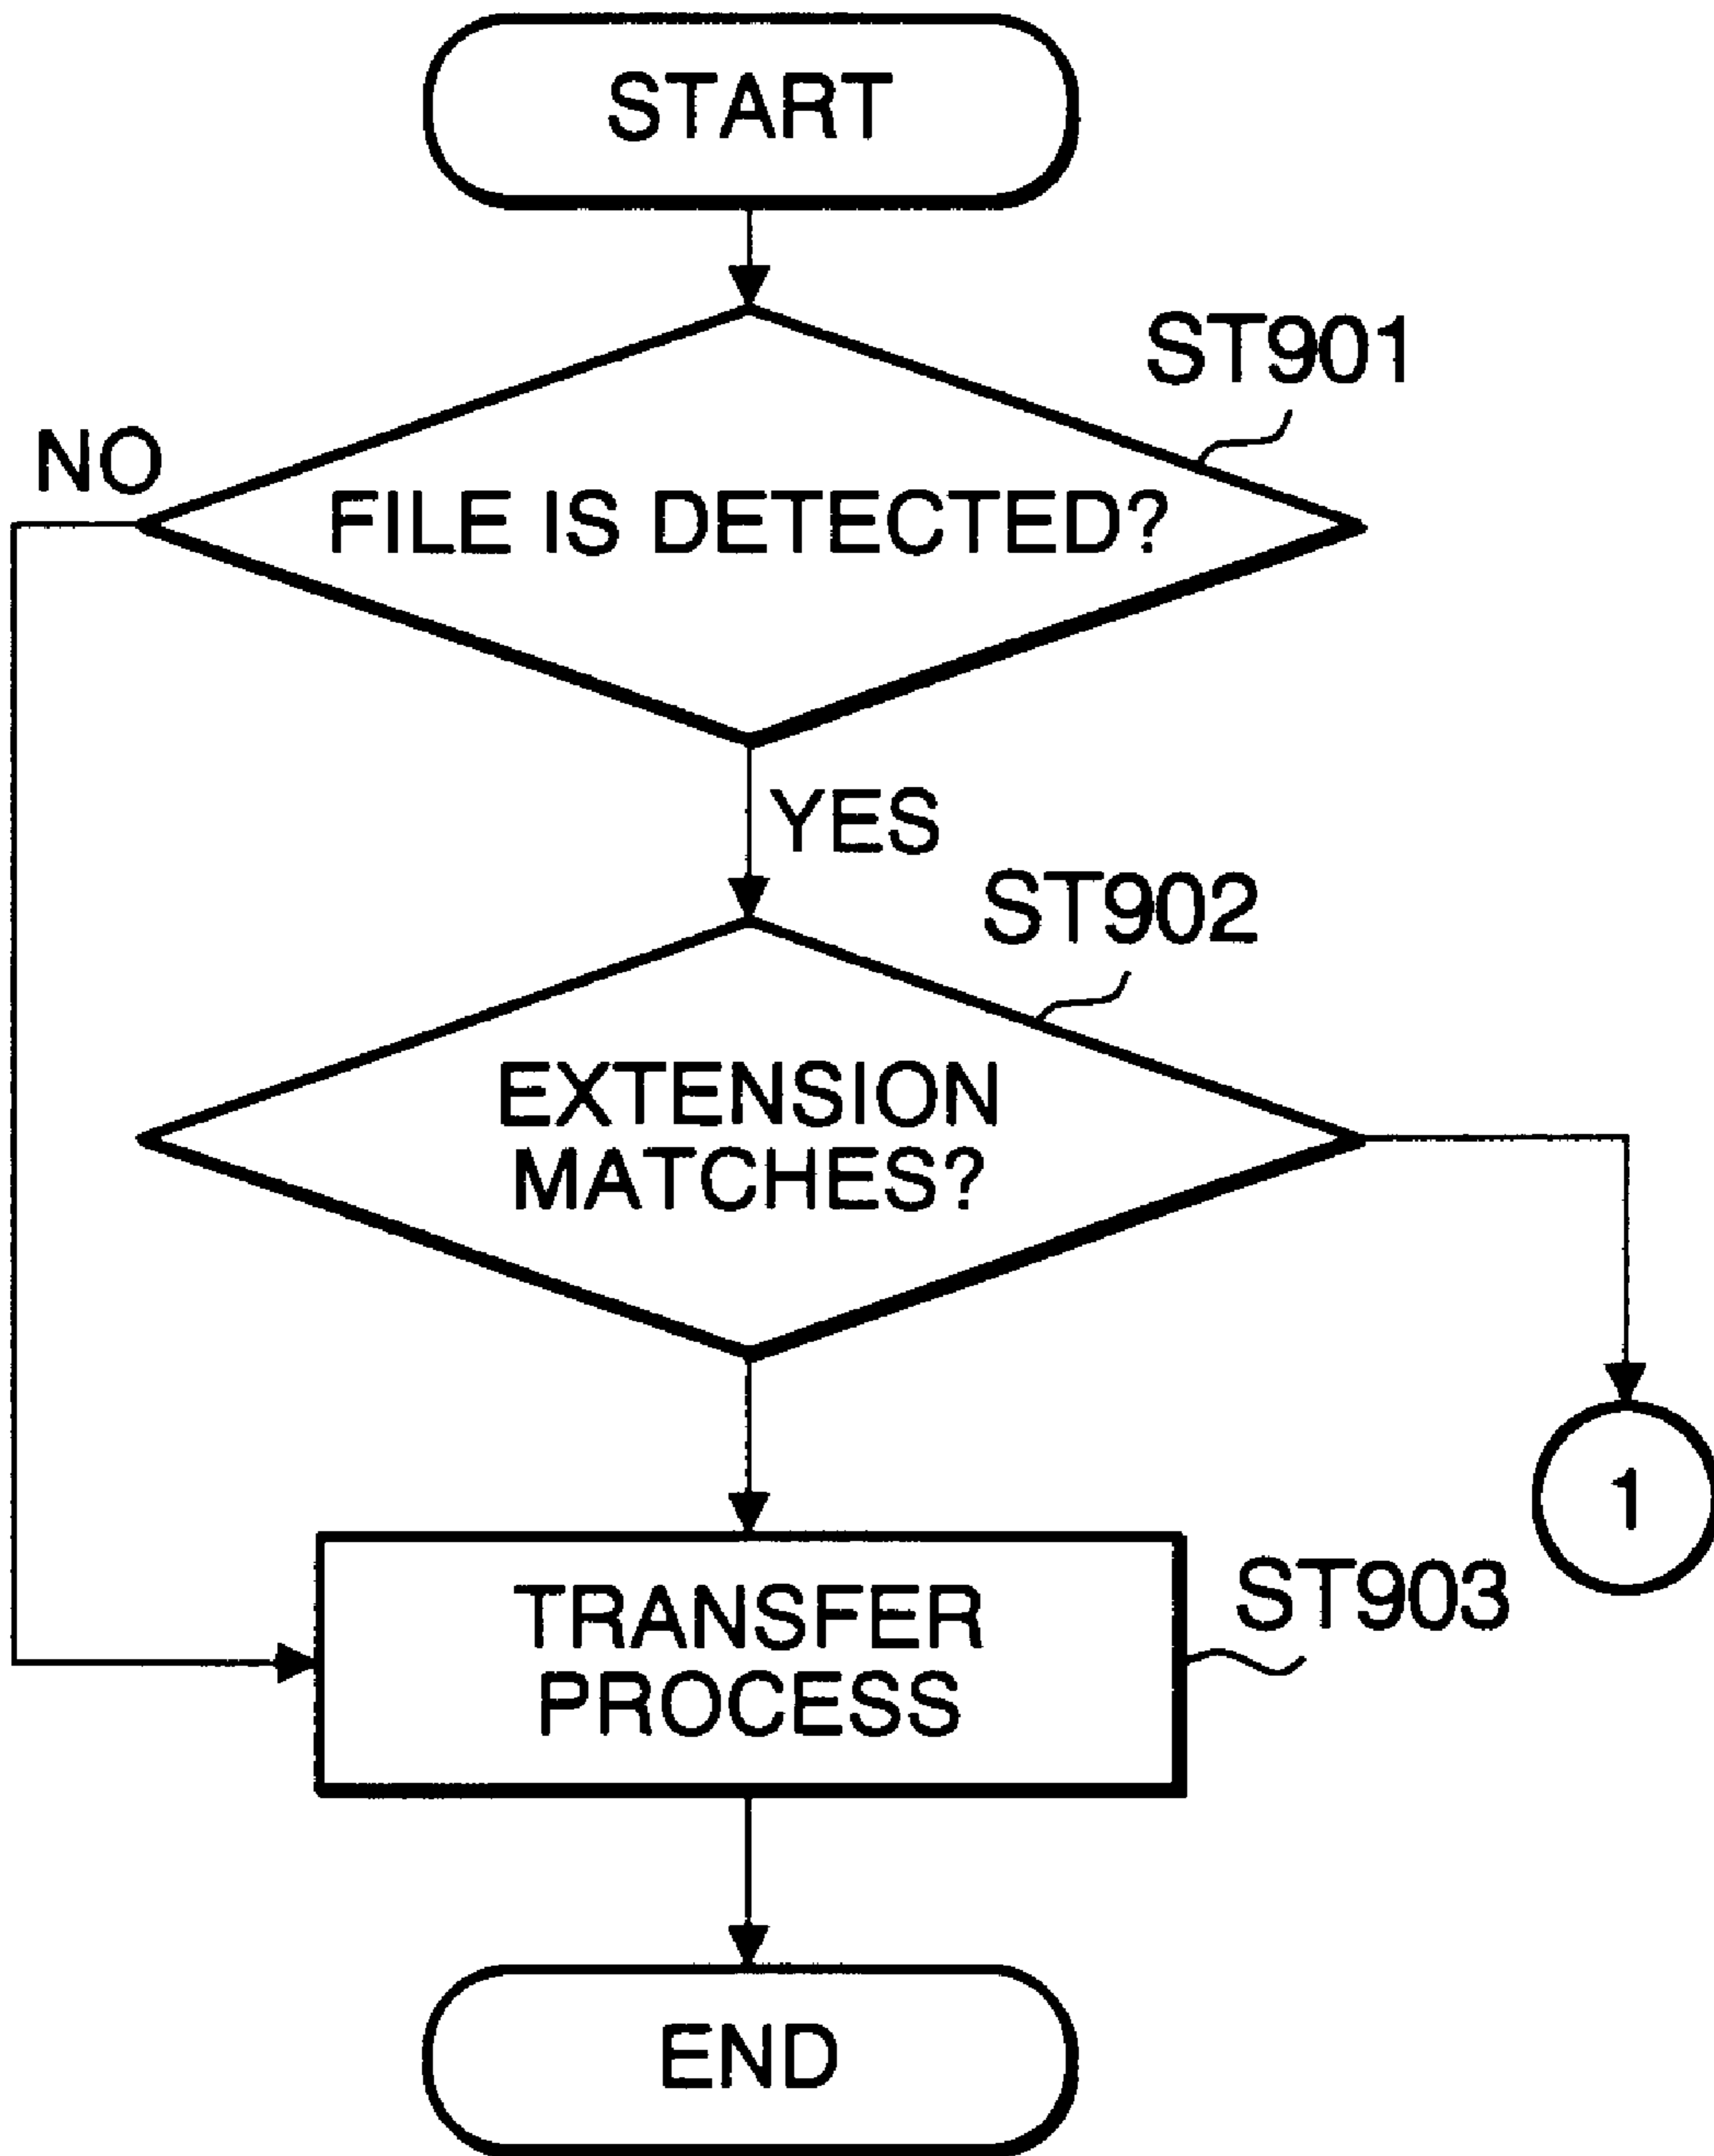 START
ST901
NO
FILE IS DETECTED?
YES
ST902
EXTENSION
MATCHES?
1
TRANSFER
PROCESS
ST903
END